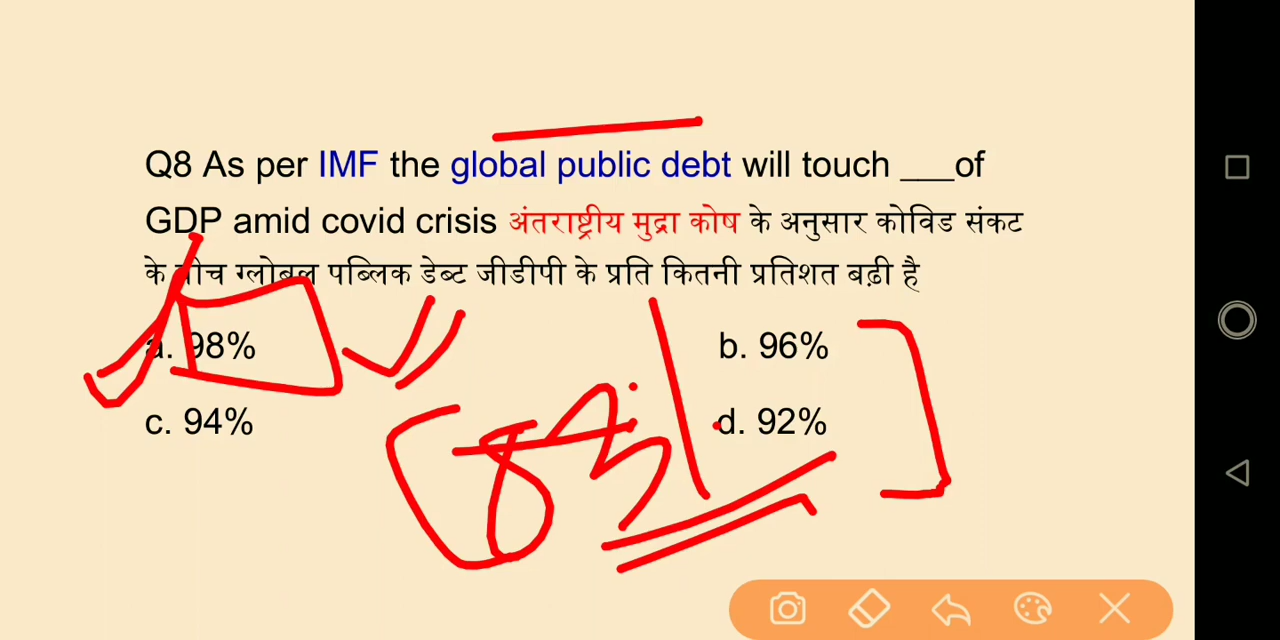 Q8 As per IMF the global public debt will touch ___of
GDP amid covid crisis अंतराष्ट्रीय मुद्रा कोष के अनुसार कोविड संकट
के बीच ग्लोबल पब्लिक डेब्ट जीडीपी के प्रति कितनी प्रतिशत बढ़ी है
a. 98% b. 96%
c. 94% d. 92%